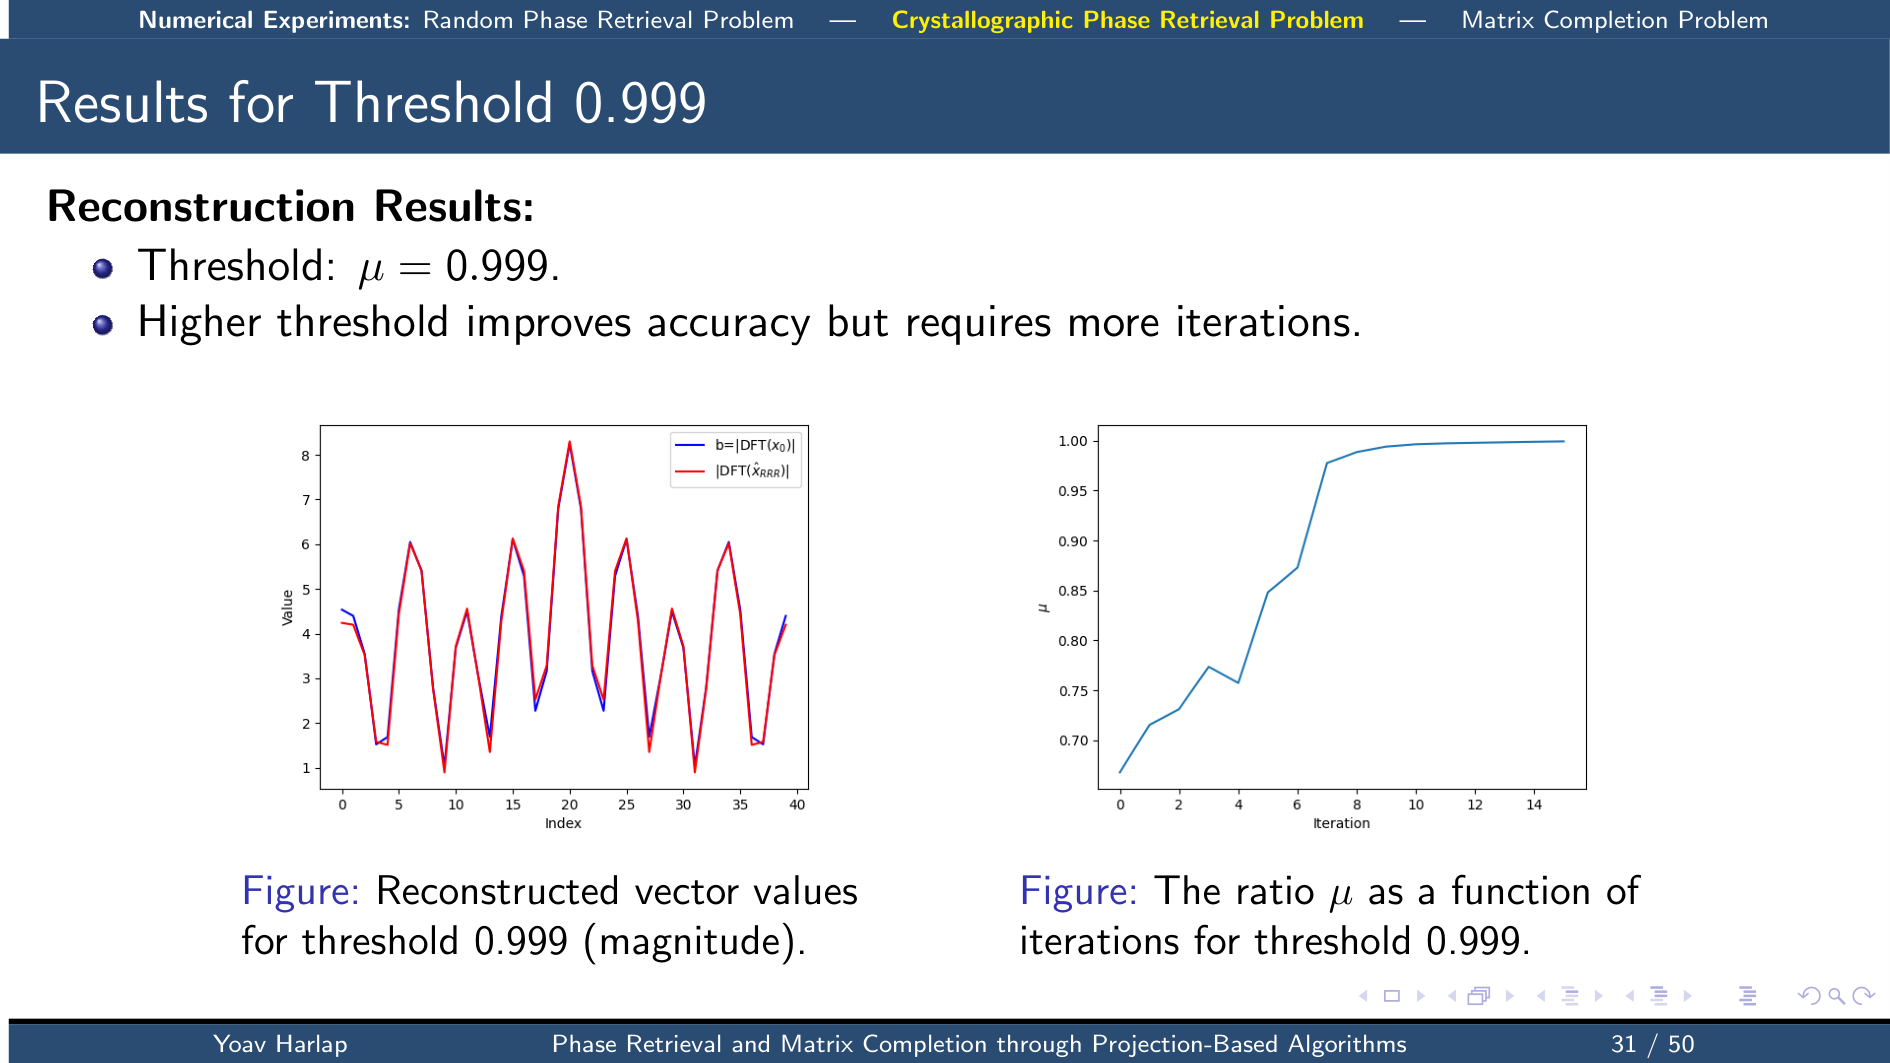 Numerical Experiments: Random Phase Retrieval Problem — Crystallographic Phase Retrieval Problem — Matrix Completion Problem
Results for Threshold 0.999
Reconstruction Results:
Threshold: μ = 0.999.
Higher threshold improves accuracy but requires more iterations.
b=|DFT(x₀)|
|DFT(x̂_RRR)|
8
7
6
5
4
3
2
1
Value
0 5 10 15 20 25 30 35 40
Index
Figure: Reconstructed vector values
for threshold 0.999 (magnitude).
1.00
0.95
0.90
0.85
0.80
0.75
0.70
μ
0 2 4 6 8 10 12 14
Iteration
Figure: The ratio μ as a function of
iterations for threshold 0.999.
Yoav Harlap Phase Retrieval and Matrix Completion through Projection-Based Algorithms 31 / 50